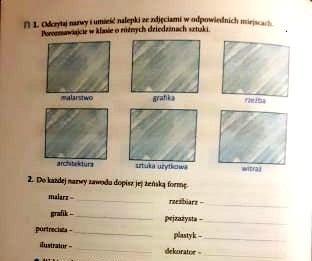 1. Odczytaj nazwy i umieść nalepki ze zdjęciami w odpowiednich miejscach.
Porozmawiajcie w klasie o różnych dziedzinach sztuki.
malarstwo grafika rzeźba
architektura sztuka użytkowa witraż
2. Do każdej nazwy zawodu dopisz jej żeńską formę.
malarz – rzeźbiarz –
grafik – pejzażysta –
portrecista – plastyk –
ilustrator – dekorator –